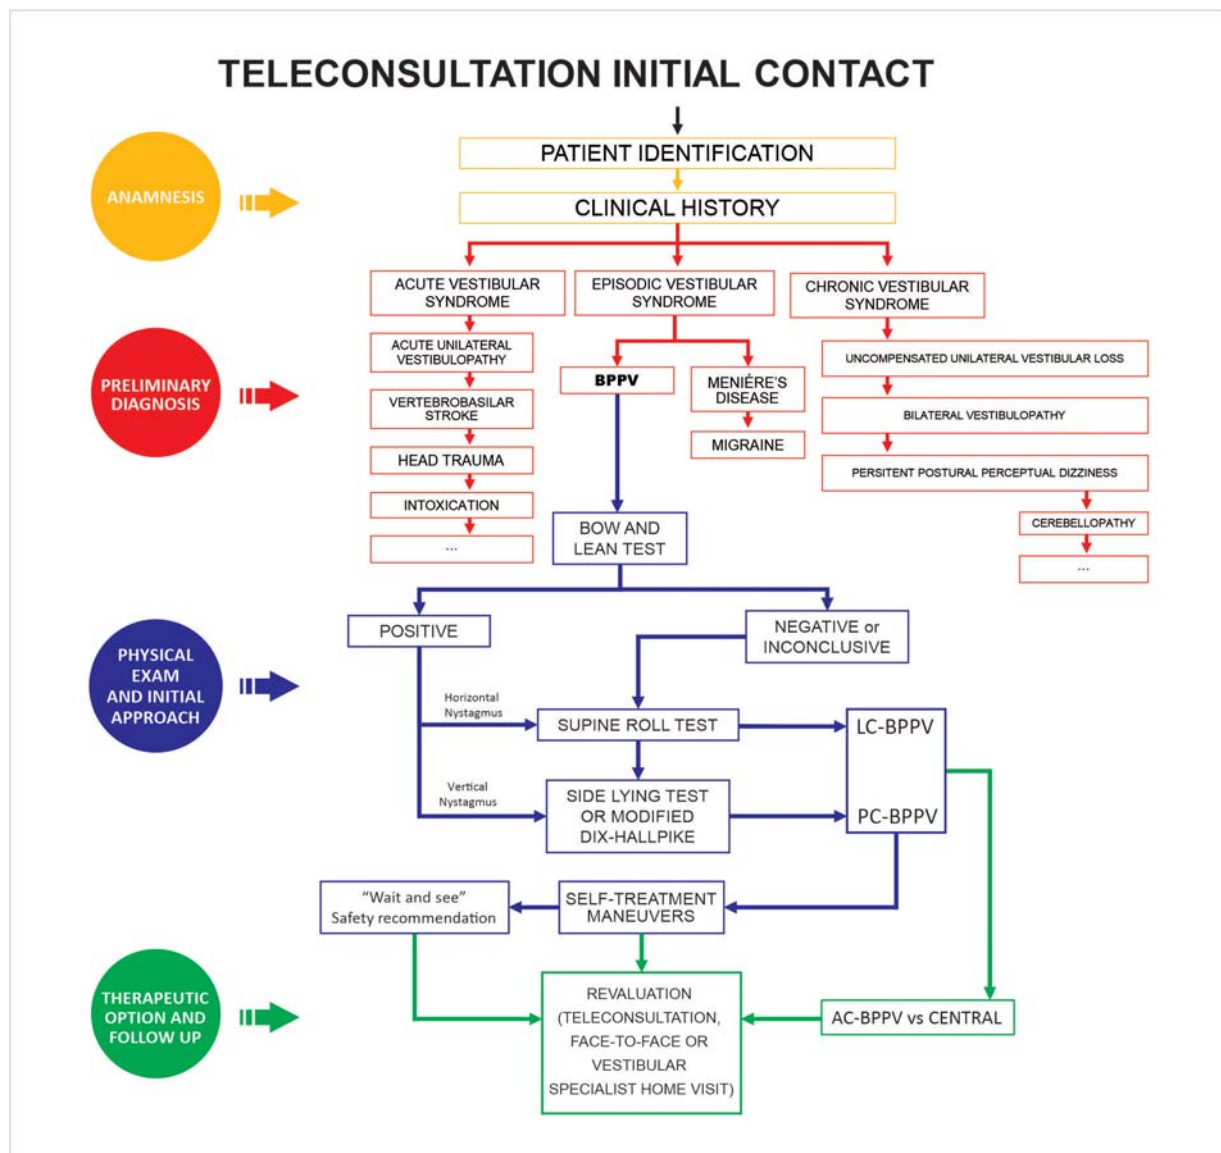 TELECONSULTATION INITIAL CONTACT
ANAMNESIS
PATIENT IDENTIFICATION
CLINICAL HISTORY
PRELIMINARY
DIAGNOSIS
ACUTE VESTIBULAR
SYNDROME
ACUTE UNILATERAL
VESTIBULOPATHY
VERTEBROBASILAR
STROKE
HEAD TRAUMA
INTOXICATION
...
EPISODIC VESTIBULAR
SYNDROME
BPPV
MENIÉRE'S
DISEASE
MIGRAINE
CHRONIC VESTIBULAR
SYNDROME
UNCOMPENSATED UNILATERAL VESTIBULAR LOSS
BILATERAL VESTIBULOPATHY
PERSITENT POSTURAL PERCEPTUAL DIZZINESS
CEREBELLOPATHY
...
PHYSICAL
EXAM
AND INITIAL
APPROACH
BOW AND
LEAN TEST
POSITIVE
NEGATIVE or
INCONCLUSIVE
Horizontal
Nystagmus
SUPINE ROLL TEST
LC-BPPV
Vertical
Nystagmus
SIDE LYING TEST
OR MODIFIED
DIX-HALLPIKE
PC-BPPV
"Wait and see"
Safety recommendation
SELF-TREATMENT
MANEUVERS
THERAPEUTIC
OPTION AND
FOLLOW UP
REVALUATION
(TELECONSULTATION,
FACE-TO-FACE OR
VESTIBULAR
SPECIALIST HOME VISIT)
AC-BPPV vs CENTRAL